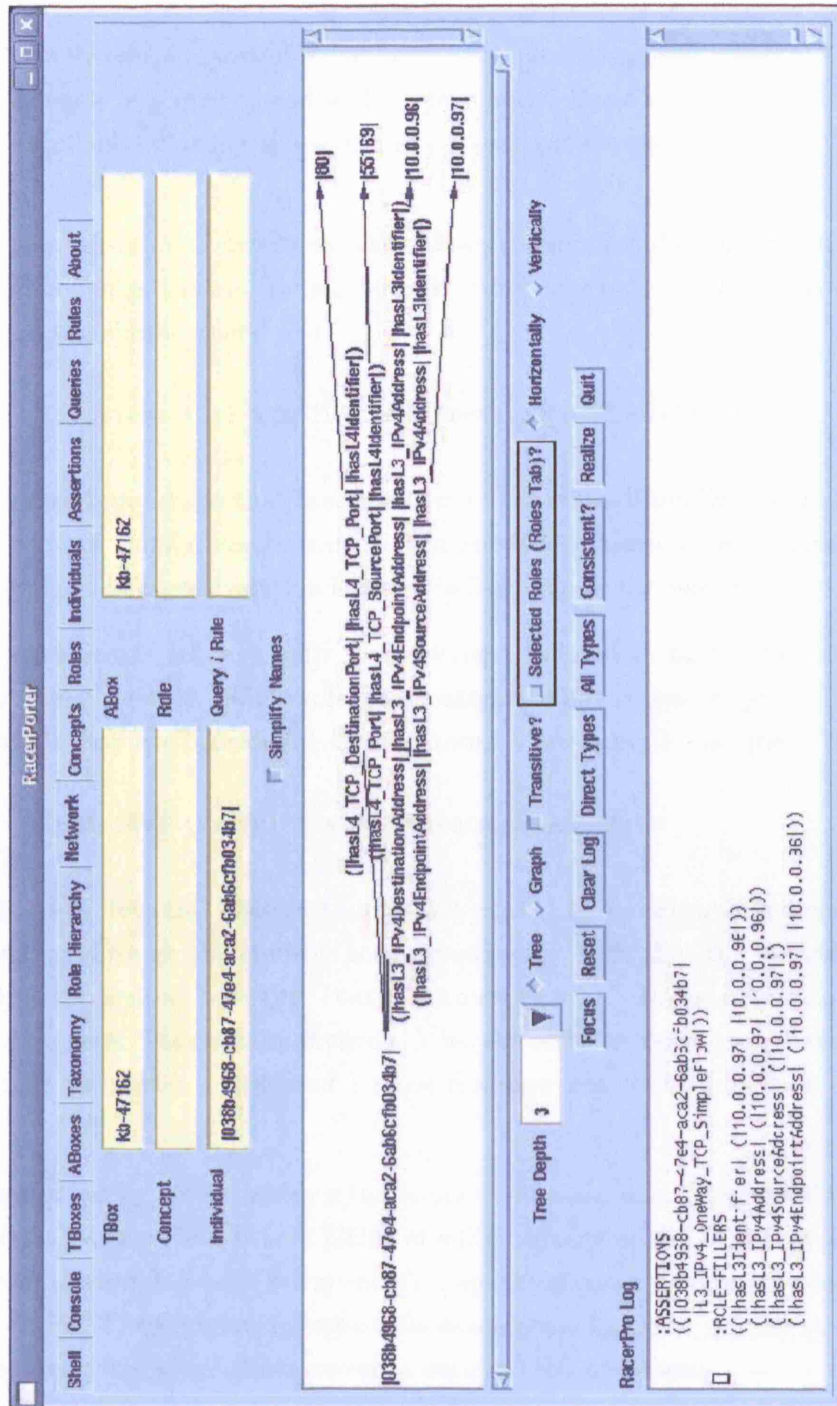 RacerPorter
Shell Console TBoxes ABoxes Taxonomy Role Hierarchy Network Concepts Roles Individuals Assertions Queries Rules About
TBox kb-47162 ABox kb-47162
Concept Role
Individual |038b4968-cb87-47e4-aca2-6ab6cfb034b7| Query / Rule
Simplify Names
|80|
(|hasL4_TCP_DestinationPort| |hasL4_TCP_Port| |hasL4Identifier|)
|55169|
(|hasL4_TCP_Port| |hasL4_TCP_SourcePort| |hasL4Identifier|)
|038b4968-cb87-47e4-aca2-6ab6cfb034b7|
(|hasL3_IPv4DestinationAddress| |hasL3_IPv4EndpointAddress| |hasL3_IPv4Address| |hasL3Identifier|)
|10.0.0.96|
(|hasL3_IPv4EndpointAddress| |hasL3_IPv4SourceAddress| |hasL3_IPv4Address| |hasL3Identifier|)
|10.0.0.97|
Tree Depth 3 Tree Graph Transitive? Selected Roles (Roles Tab)? Horizontally Vertically
Focus Reset Clear Log Direct Types All Types Consistent? Realize Quit
RacerPro Log
:ASSERTIONS
(((|038b4968-cb87-47e4-aca2-6ab6cfb034b7|
|L3_IPv4_OneWay_TCP_SimpleFlow|))
:ROLE-FILLERS
((|hasL3Identifier| (|10.0.0.97| |10.0.0.96|))
(|hasL3_IPv4Address| (|10.0.0.97| |10.0.0.96|))
(|hasL3_IPv4SourceAddress| (|10.0.0.97|))
(|hasL3_IPv4EndpointAddress| (|10.0.0.97| |10.0.0.96|))